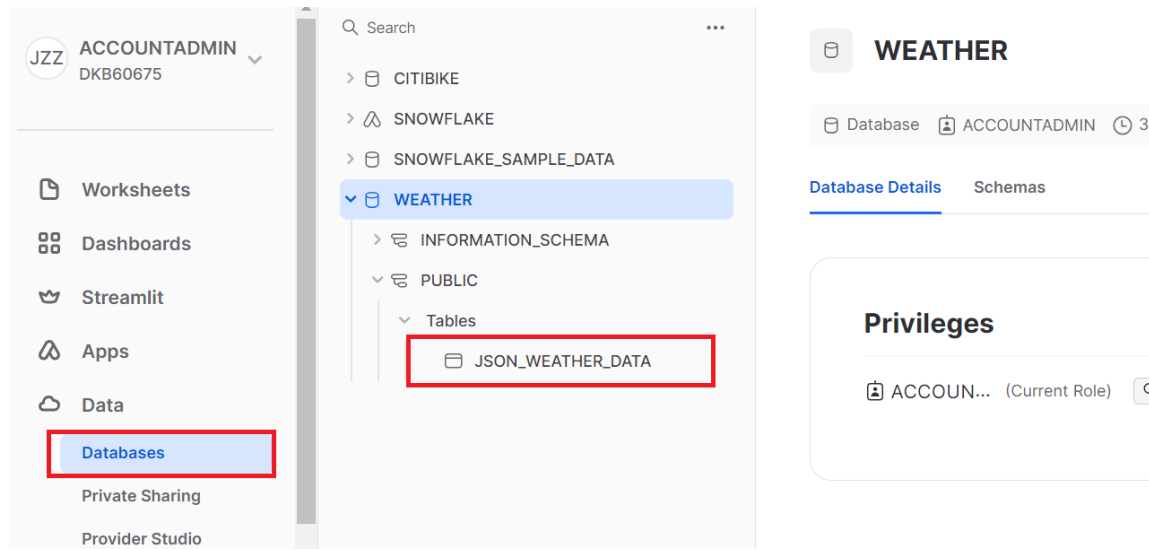 JZZ
ACCOUNTADMIN
DKB60675
Worksheets
Dashboards
Streamlit
Apps
Data
Databases
Private Sharing
Provider Studio
Search
CITIBIKE
SNOWFLAKE
SNOWFLAKE_SAMPLE_DATA
WEATHER
INFORMATION_SCHEMA
PUBLIC
Tables
JSON_WEATHER_DATA
WEATHER
Database ACCOUNTADMIN 3
Database Details Schemas
Privileges
ACCOUN... (Current Role)